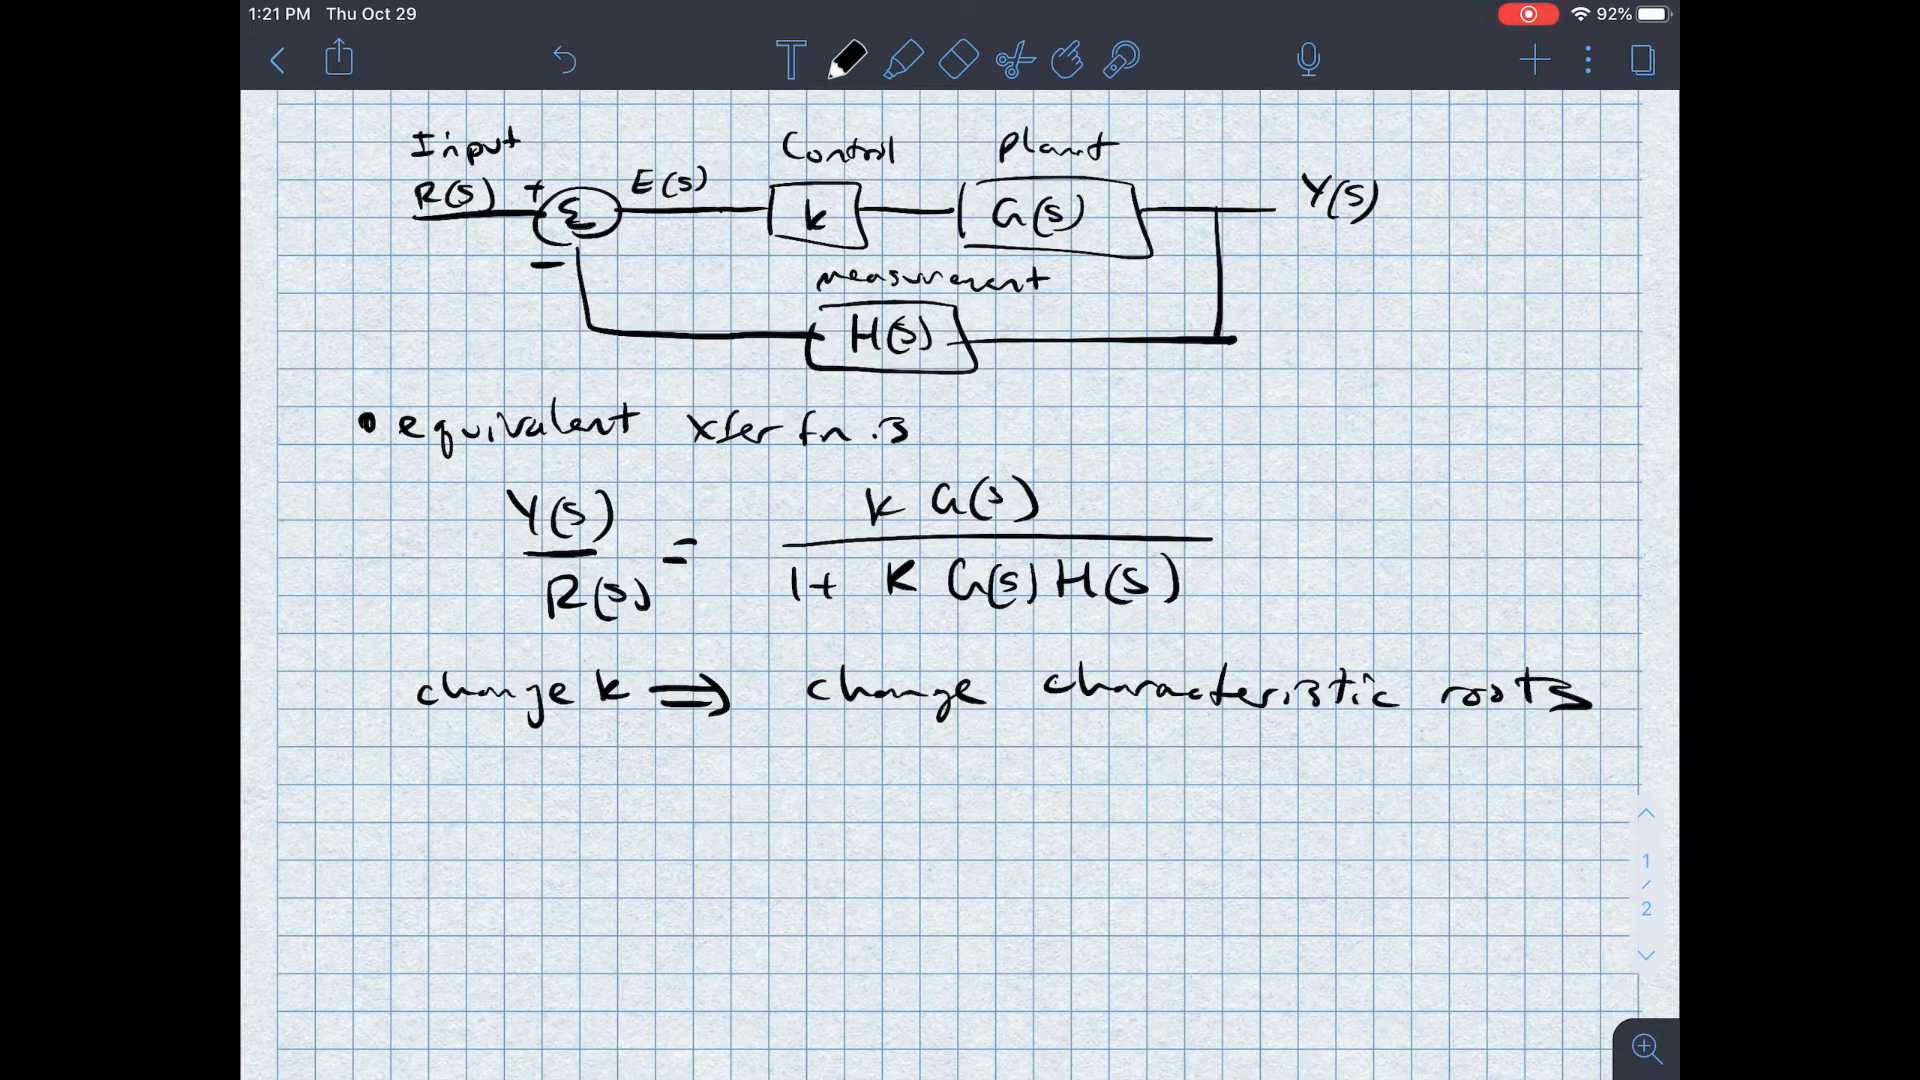 1:21 PM Thu Oct 29
92%
T
Input Control Plant
R(s) + Σ E(s) k G(s) Y(s)
−
measurement
H(s)
• equivalent xfer fn. is
Y(s) k G(s)
=
R(s) 1+ K G(s) H(s)
change k ⟹ change characteristic roots
1
/
2